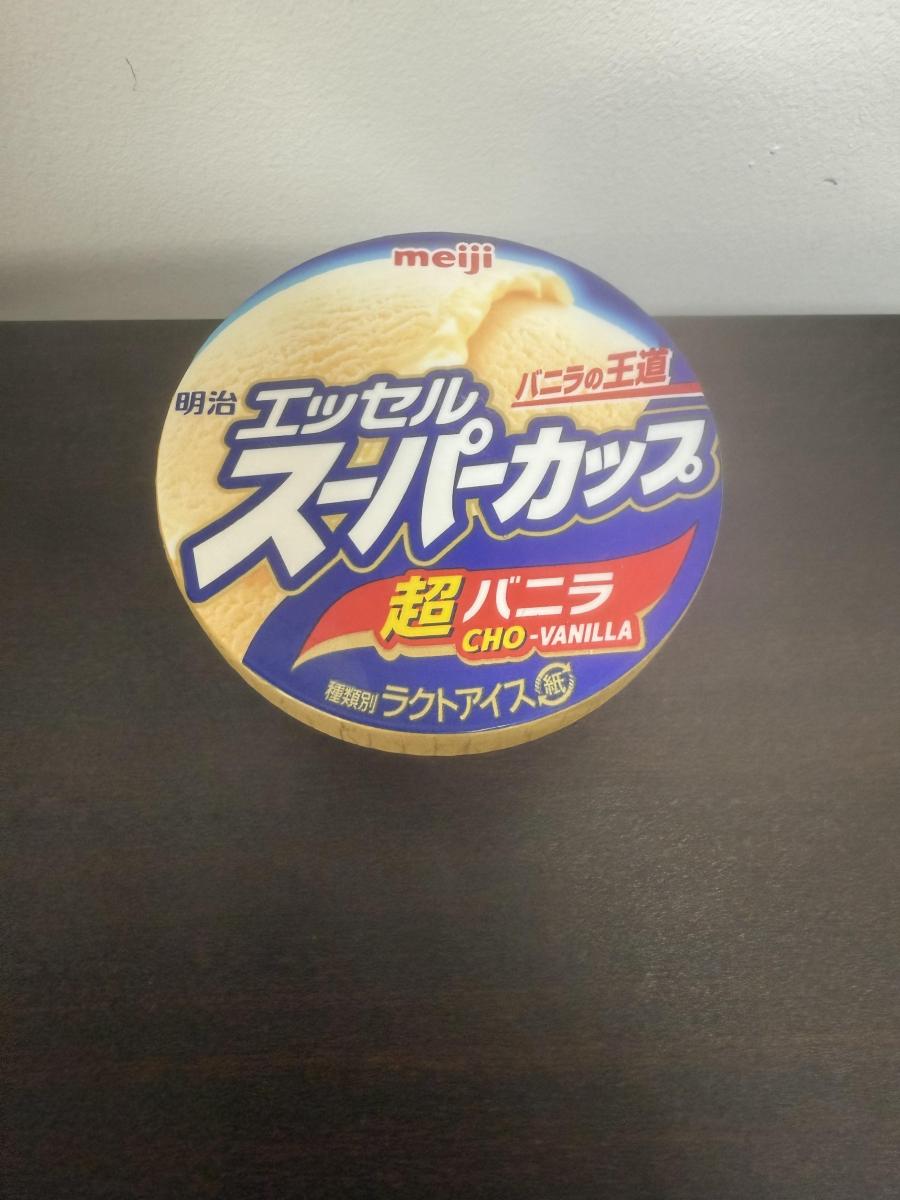 meiji
バニラの王道
明治 エッセル
スーパーカップ
超バニラ
CHO-VANILLA
種類別 ラクトアイス 紙